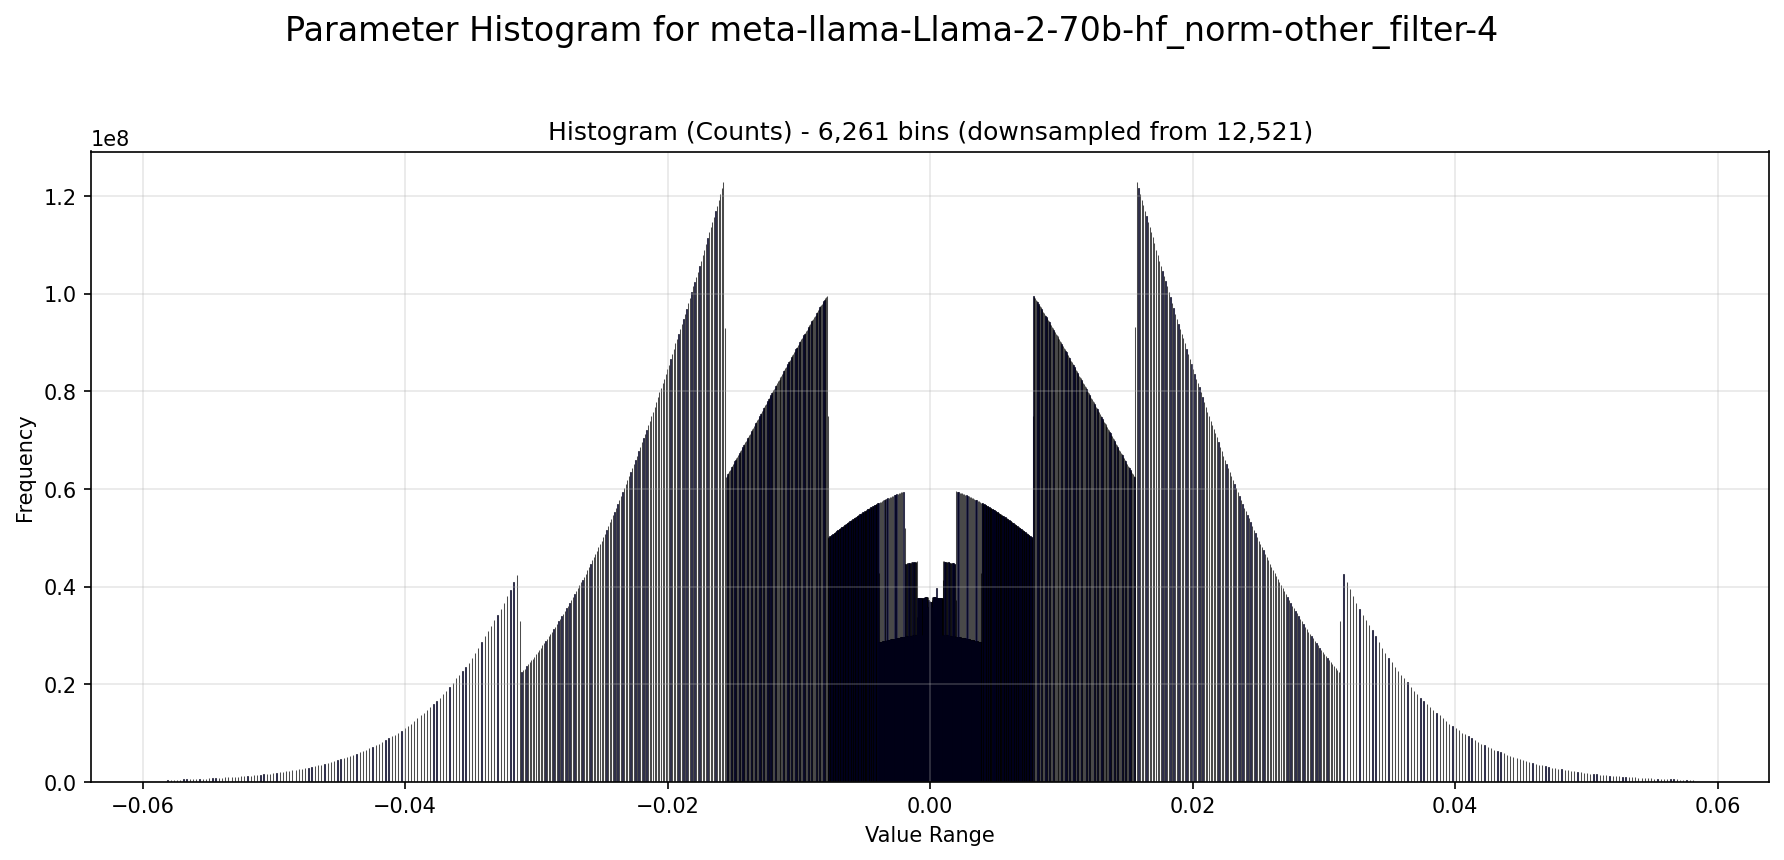 Parameter Histogram for meta-llama-Llama-2-70b-hf_norm-other_filter-4
Histogram (Counts) - 6,261 bins (downsampled from 12,521)
1e8
1.2
1.0
0.8
0.6
0.4
0.2
0.0
Frequency
−0.06 −0.04 −0.02 0.00 0.02 0.04 0.06
Value Range